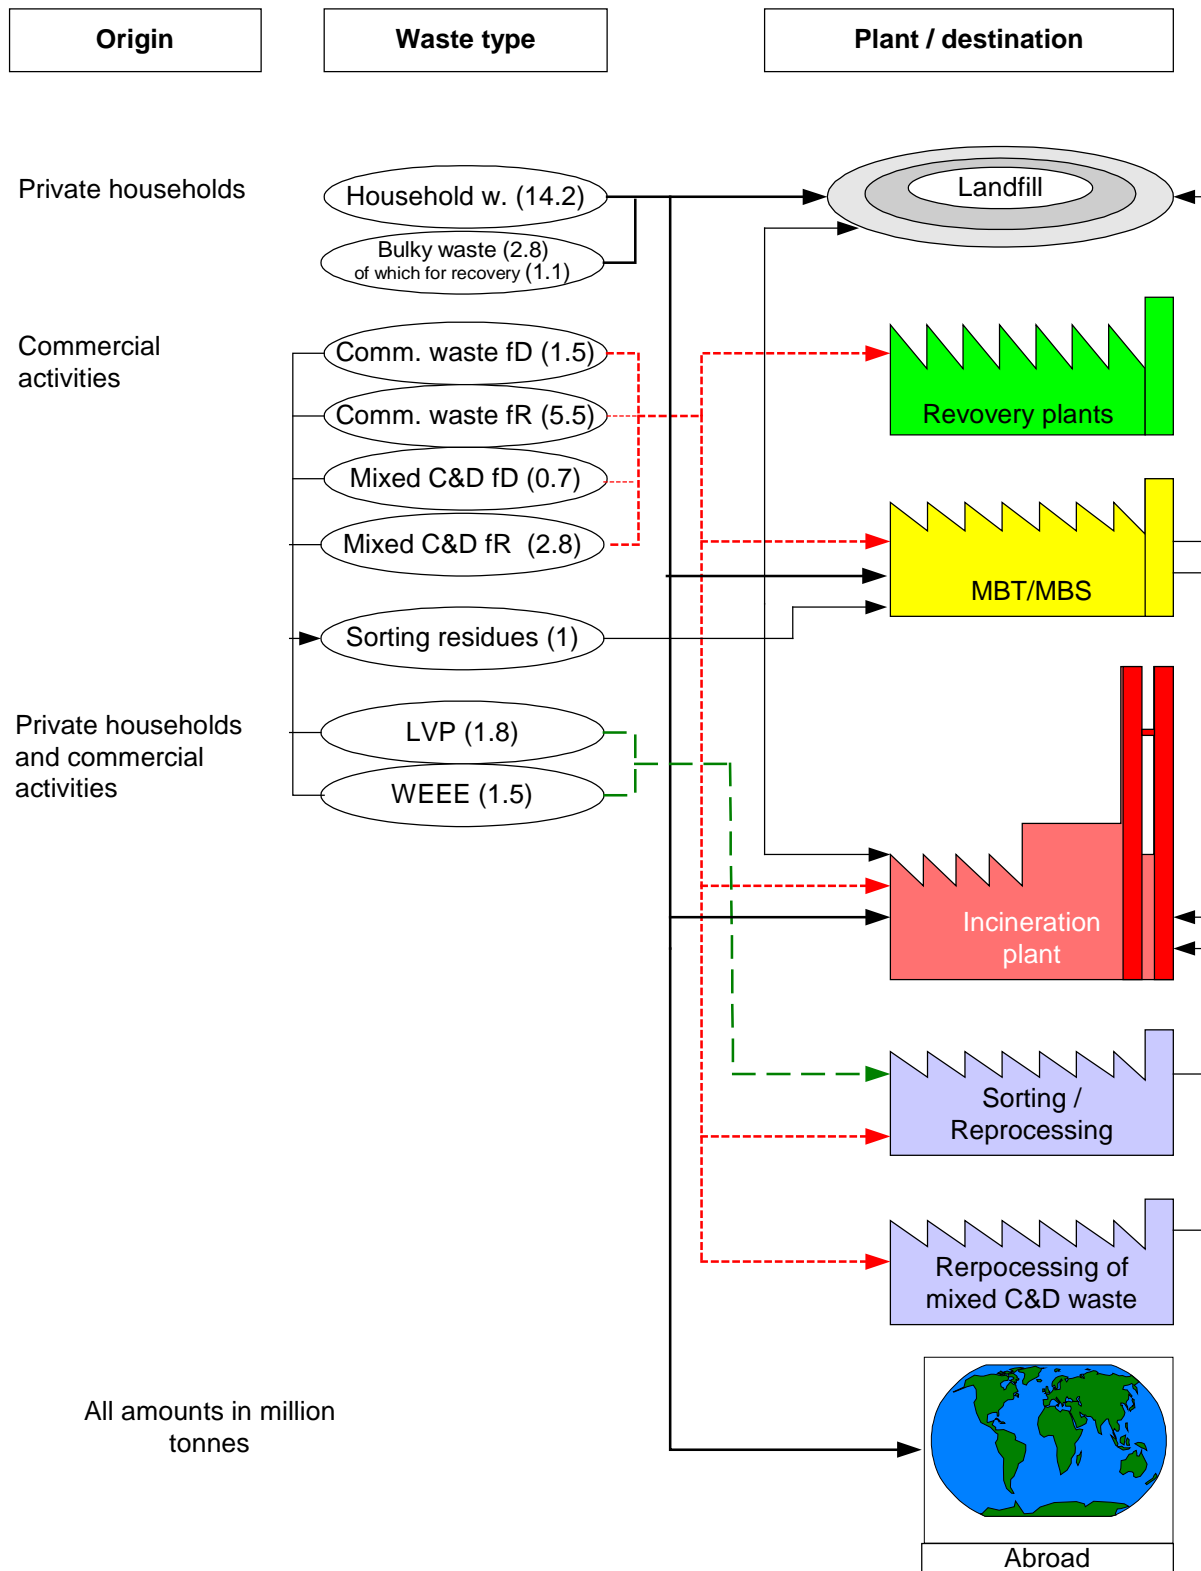 Origin
Waste type
Plant / destination
Private households
Household w. (14.2)
Landfill
Bulky waste (2.8)
of which for recovery (1.1)
Commercial
activities
Comm. waste fD (1.5)
Comm. waste fR (5.5)
Revovery plants
Mixed C&D fD (0.7)
Mixed C&D fR (2.8)
MBT/MBS
Sorting residues (1)
Private households
and commercial
activities
LVP (1.8)
WEEE (1.5)
Incineration
plant
Sorting /
Reprocessing
Rerpocessing of
mixed C&D waste
All amounts in million
tonnes
Abroad